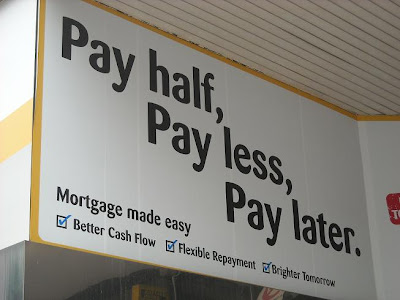 Pay half,
Pay less,
Pay later.
Mortgage made easy
Better Cash Flow Flexible Repayment Brighter Tomorrow